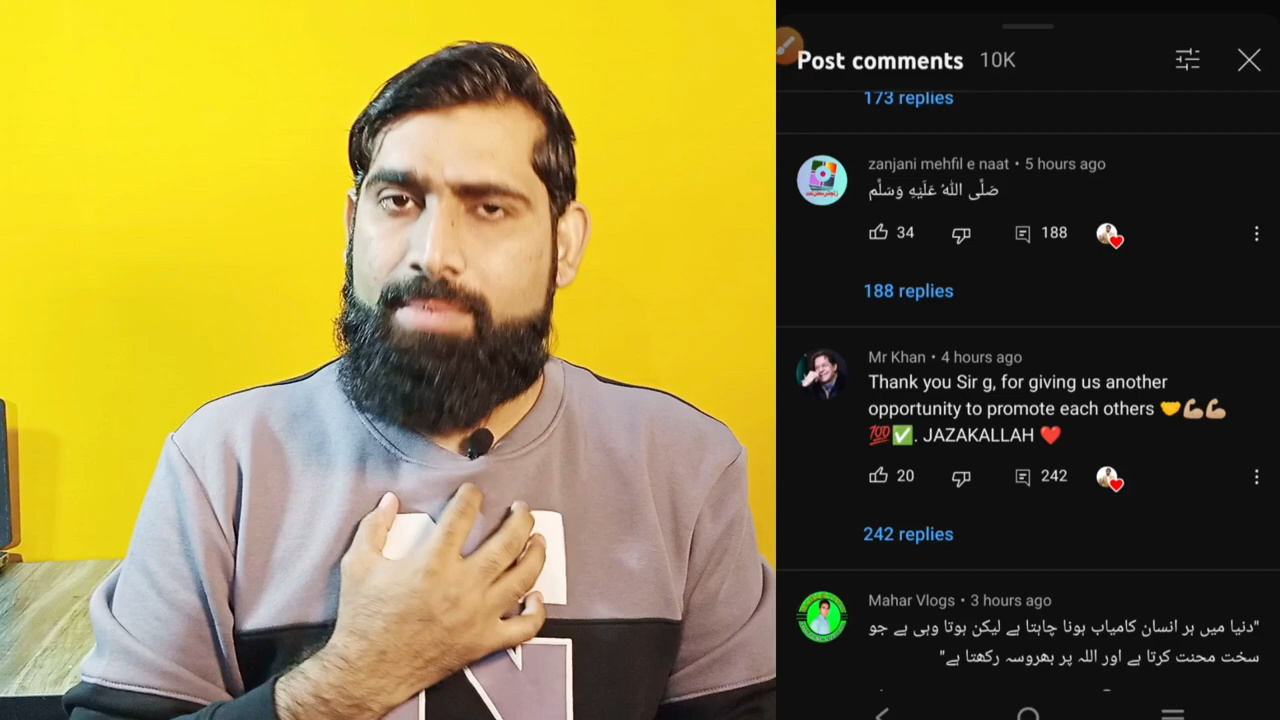 Post comments 10K
173 replies
zanjani mehfil e naat • 5 hours ago
صَلَّى اللهُ عَلَيْهِ وَسَلَّم
34 188
188 replies
Mr Khan • 4 hours ago
Thank you Sir g, for giving us another
opportunity to promote each others 🤝💪🏽💪🏽
💯✅. JAZAKALLAH ❤️
20 242
242 replies
Mahar Vlogs • 3 hours ago
"دنیا میں ہر انسان کامیاب ہونا چاہتا ہے لیکن ہوتا وہی ہے جو
سخت محنت کرتا ہے اور اللہ پر بھروسہ رکھتا ہے"